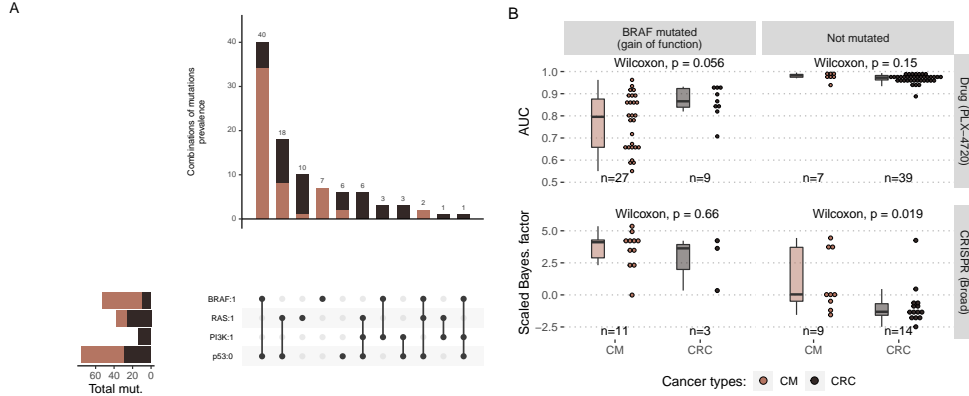 A
40
18
10
7
6
6
3
3
2
1
1
40
30
20
10
0
Combinations of mutations
prevalence
BRAF:1
RAS:1
PI3K:1
p53:0
60 40 20 0
Total mut.
B
BRAF mutated
(gain of function)
Not mutated
Wilcoxon, p = 0.056
Wilcoxon, p = 0.15
1.0
0.9
0.8
0.7
0.6
0.5
AUC
n=27
n=9
n=7
n=39
Drug (PLX-4720)
Wilcoxon, p = 0.66
Wilcoxon, p = 0.019
5.0
2.5
0.0
−2.5
Scaled Bayes. factor
n=11
n=3
n=9
n=14
CRISPR (Broad)
CM CRC CM CRC
Cancer types: CM CRC